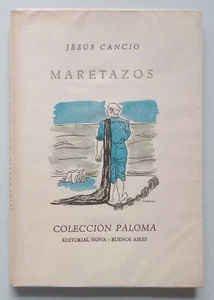 JESÚS CANCIO
MARETAZOS
COLECCIÓN PALOMA
EDITORIAL NOVA - BUENOS AIRES